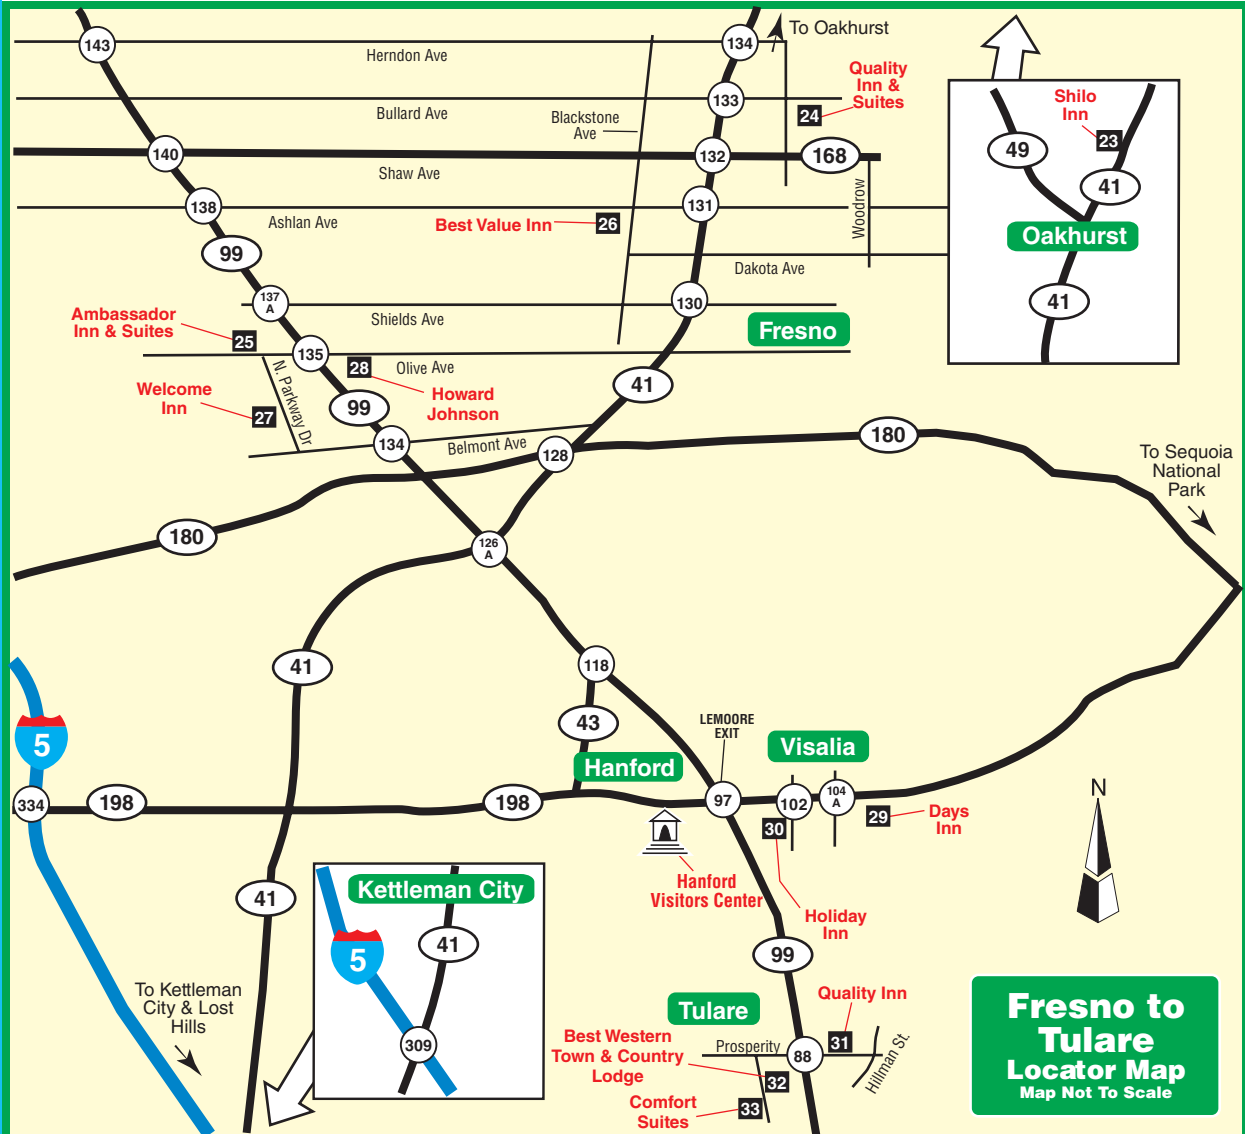 143
134
To Oakhurst
Herndon Ave
Quality
Inn &
Suites
24
133
Bullard Ave
Blackstone
Ave
140
132
168
Shaw Ave
138
131
Woodrow
Ashlan Ave
Best Value Inn
26
99
Dakota Ave
137
A
130
Shields Ave
Fresno
Ambassador
Inn & Suites
25
135
28
Olive Ave
N. Parkway Dr
41
Welcome
Inn
27
99
Howard
Johnson
134
Belmont Ave
128
180
To Sequoia
National
Park
180
126
A
Shilo
Inn
23
49
41
Oakhurst
41
41
118
43
LEMOORE
EXIT
Hanford
Visalia
5
334
198
198
97
102
104
A
30
29
Days
Inn
Hanford
Visitors Center
Holiday
Inn
N
41
Kettleman City
41
5
309
99
To Kettleman
City & Lost
Hills
Tulare
Quality Inn
31
Prosperity
88
Hillman St.
Best Western
Town & Country
Lodge
32
Comfort
Suites
33
Fresno to
Tulare
Locator Map
Map Not To Scale